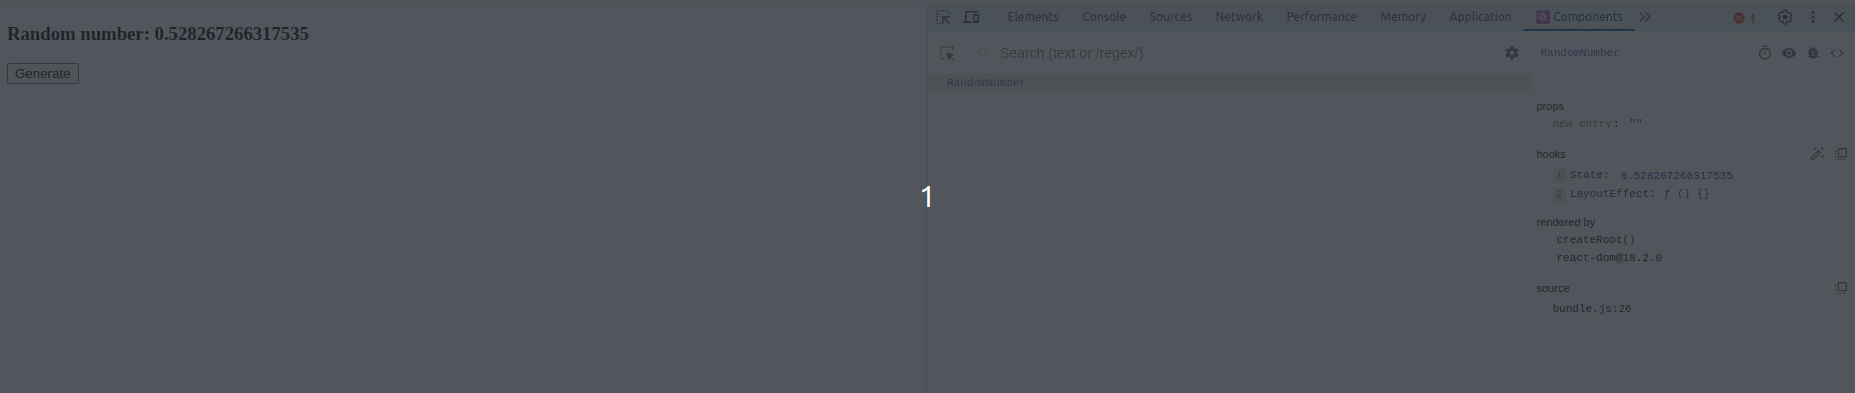 Random number: 0.528267266317535
Generate
Elements Console Sources Network Performance Memory Application Components 1
Search (text or /regex/)
RandomNumber
RandomNumber
props
new entry: ""
hooks
1 State: 0.528267266317535
2 LayoutEffect: ƒ () {}
rendered by
createRoot()
react-dom@18.2.0
source
bundle.js:26
1